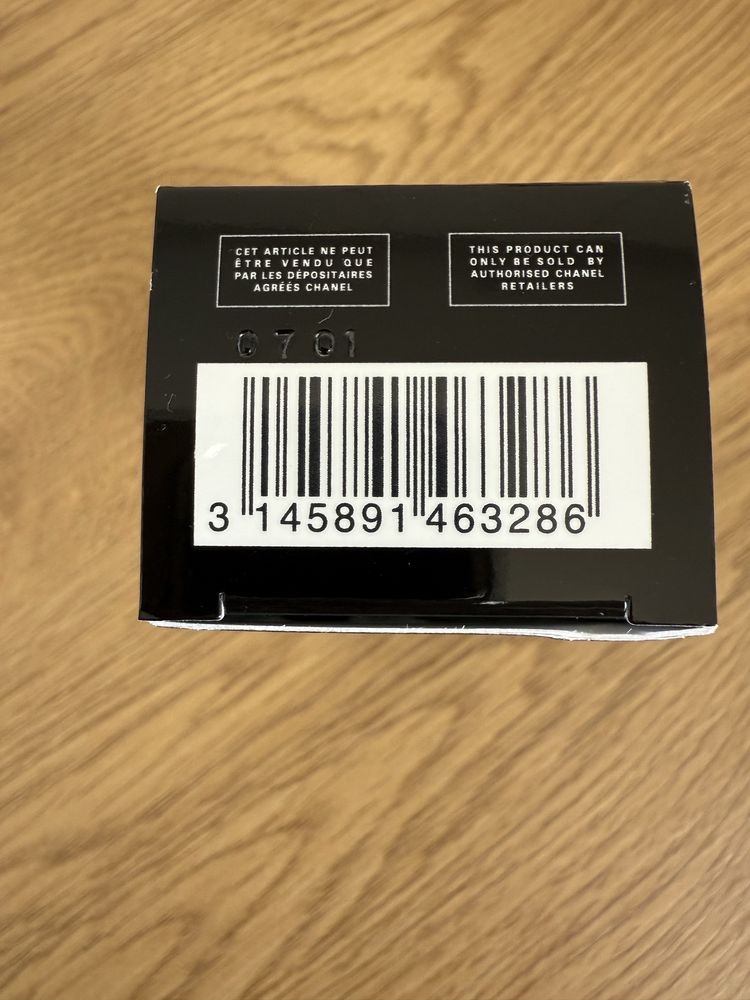 CET ARTICLE NE PEUT
ÊTRE VENDU QUE
PAR LES DÉPOSITAIRES
AGRÉÉS CHANEL
THIS PRODUCT CAN
ONLY BE SOLD BY
AUTHORISED CHANEL
RETAILERS
0701
3 145891 463286